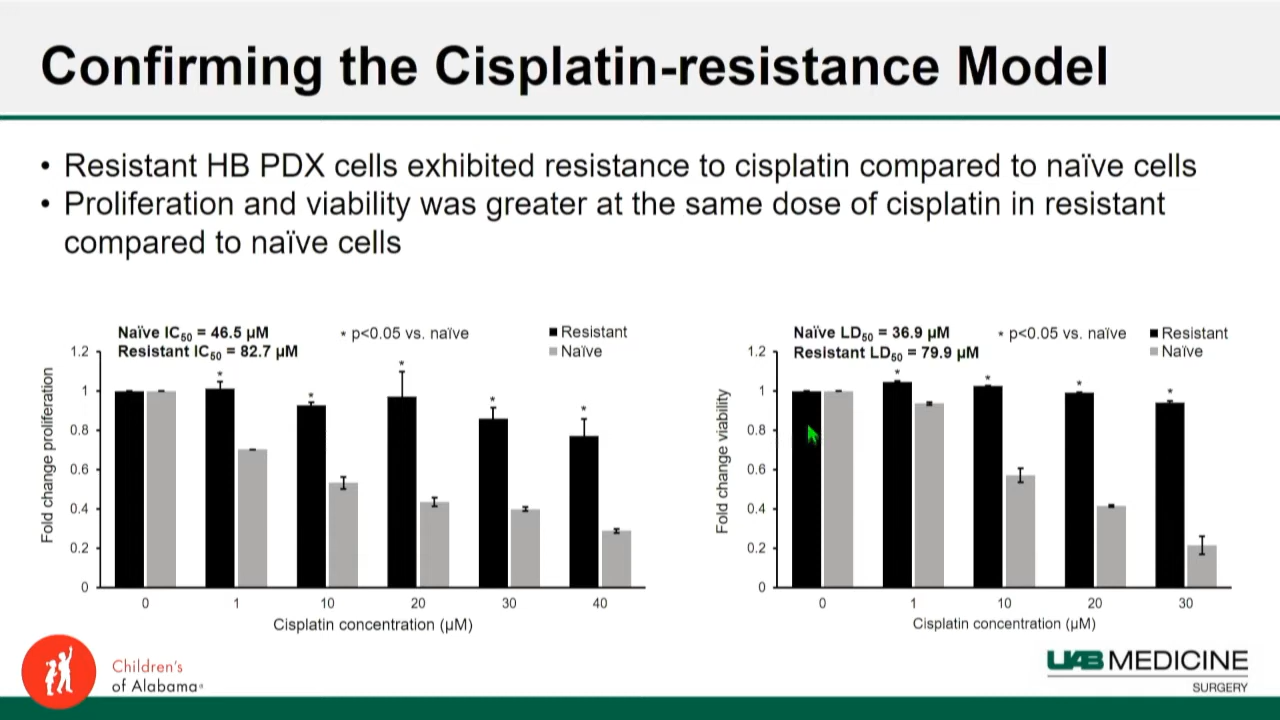 Confirming the Cisplatin-resistance Model
• Resistant HB PDX cells exhibited resistance to cisplatin compared to naïve cells
• Proliferation and viability was greater at the same dose of cisplatin in resistant
compared to naïve cells
Naïve IC50 = 46.5 µM
Resistant IC50 = 82.7 µM
* p<0.05 vs. naïve
Resistant
Naïve
Fold change proliferation
1.2
1
0.8
0.6
0.4
0.2
0
* * * * *
0 1 10 20 30 40
Cisplatin concentration (µM)
Naïve LD50 = 36.9 µM
Resistant LD50 = 79.9 µM
* p<0.05 vs. naïve
Resistant
Naïve
Fold change viability
1.2
1
0.8
0.6
0.4
0.2
0
* * * *
0 1 10 20 30
Cisplatin concentration (µM)
Children's
of Alabama
UAB MEDICINE
SURGERY